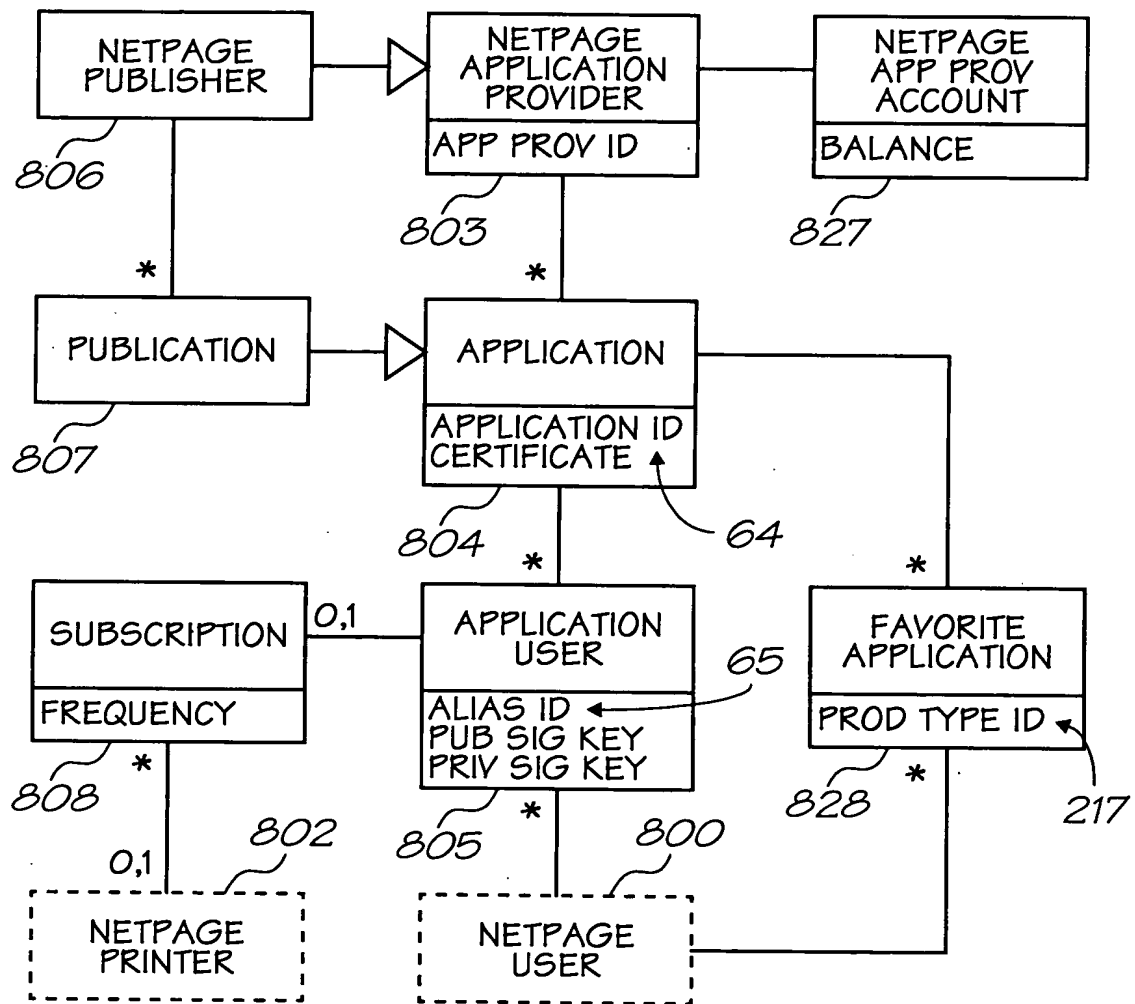 NETPAGE
PUBLISHER
806
NETPAGE
APPLICATION
PROVIDER
APP PROV ID
803
NETPAGE
APP PROV
ACCOUNT
BALANCE
827
*
*
PUBLICATION
807
APPLICATION
APPLICATION ID
CERTIFICATE
804
64
*
*
SUBSCRIPTION
FREQUENCY
808
0,1
APPLICATION
USER
ALIAS ID
PUB SIG KEY
PRIV SIG KEY
805
65
FAVORITE
APPLICATION
PROD TYPE ID
828
217
*
*
*
0,1
802
800
NETPAGE
PRINTER
NETPAGE
USER